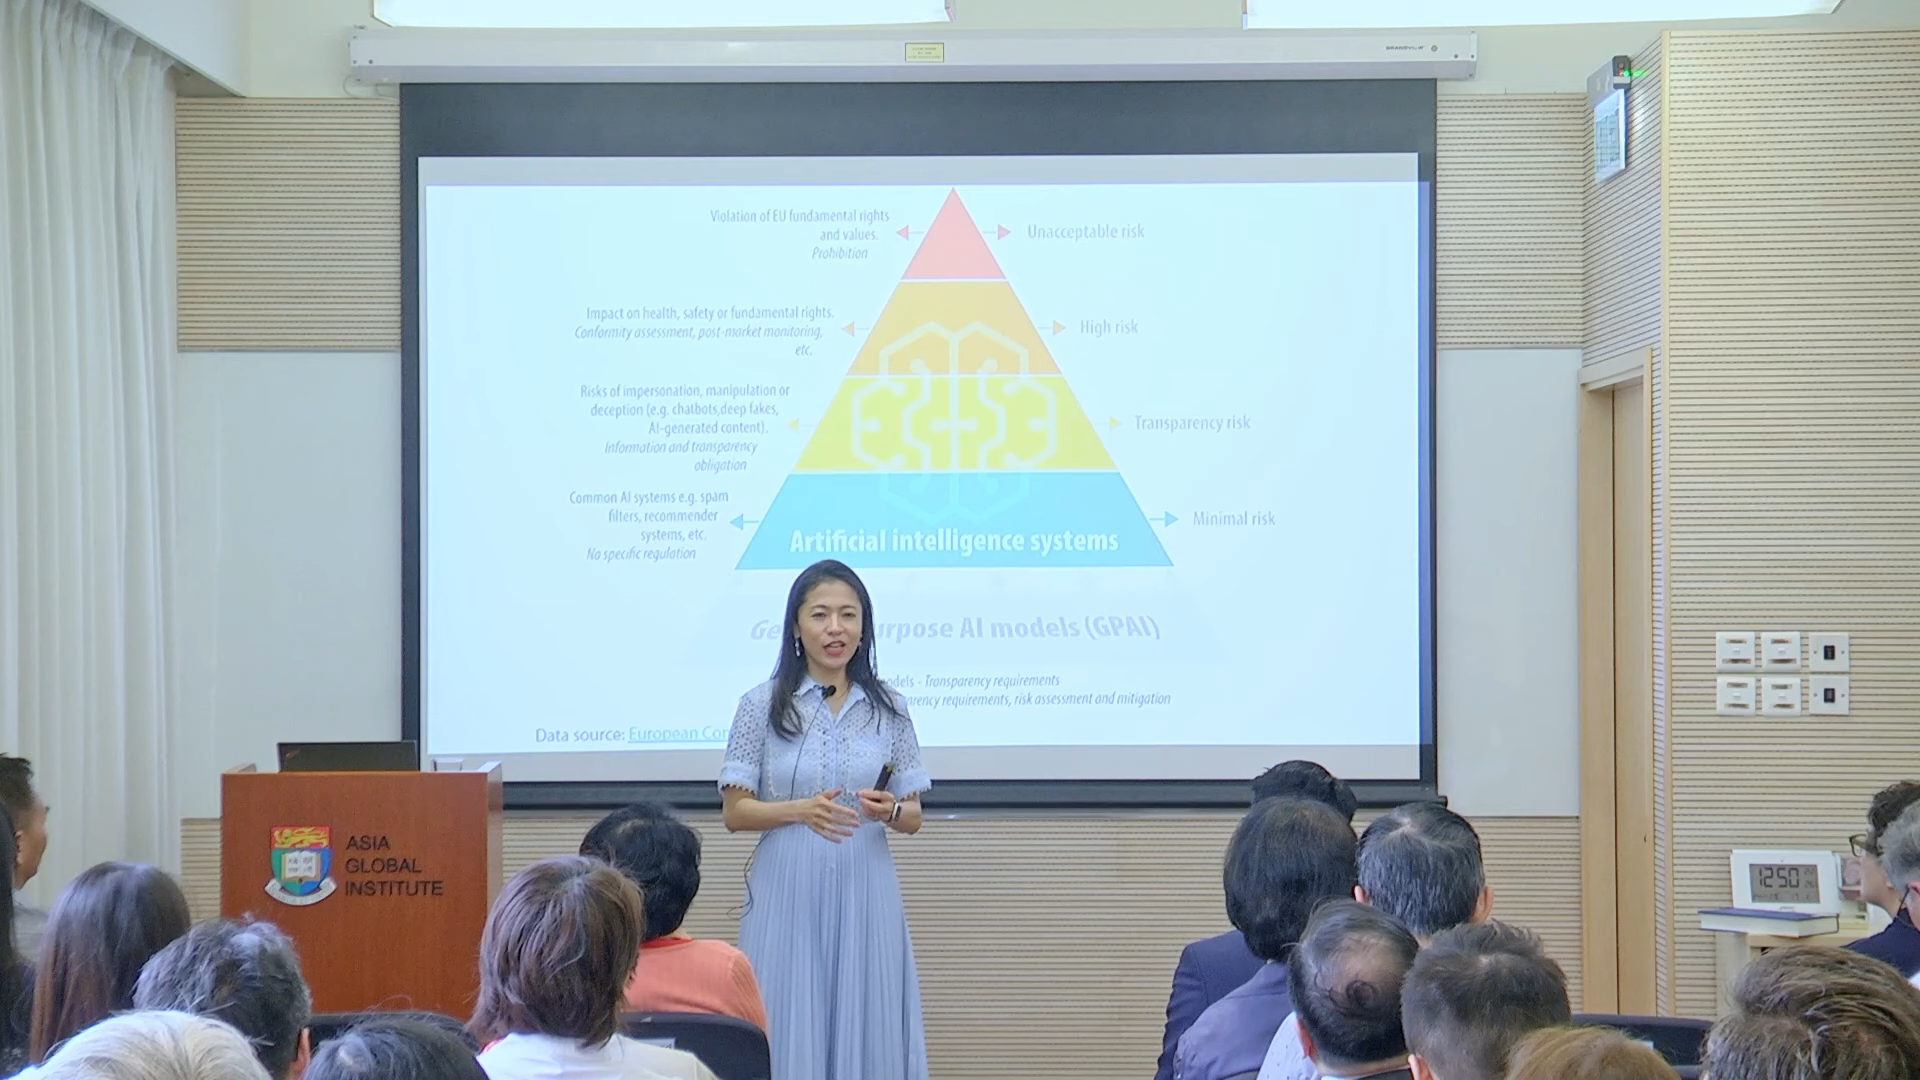 GRANDVIEW
Violation of EU fundamental rights
and values.
Prohibition
Unacceptable risk
Impact on health, safety or fundamental rights.
Conformity assessment, post-market monitoring,
etc.
High risk
Risks of impersonation, manipulation or
deception (e.g. chatbots,deep fakes,
AI-generated content).
Information and transparency
obligation
Transparency risk
Common AI systems e.g. spam
filters, recommender
systems, etc.
No specific regulation
Minimal risk
Artificial intelligence systems
Ge urpose AI models (GPAI)
odels - Transparency requirements
arency requirements, risk assessment and mitigation
Data source: European Co
ASIA
GLOBAL
INSTITUTE
12:50